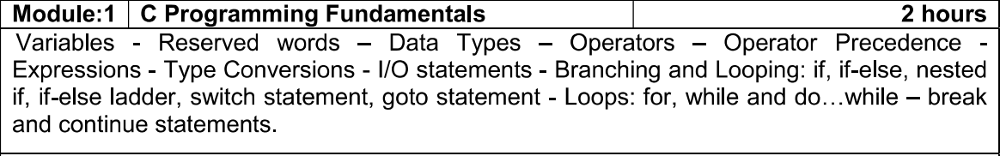 Module:1 C Programming Fundamentals 2 hours
Variables - Reserved words – Data Types – Operators – Operator Precedence -
Expressions - Type Conversions - I/O statements - Branching and Looping: if, if-else, nested
if, if-else ladder, switch statement, goto statement - Loops: for, while and do…while – break
and continue statements.